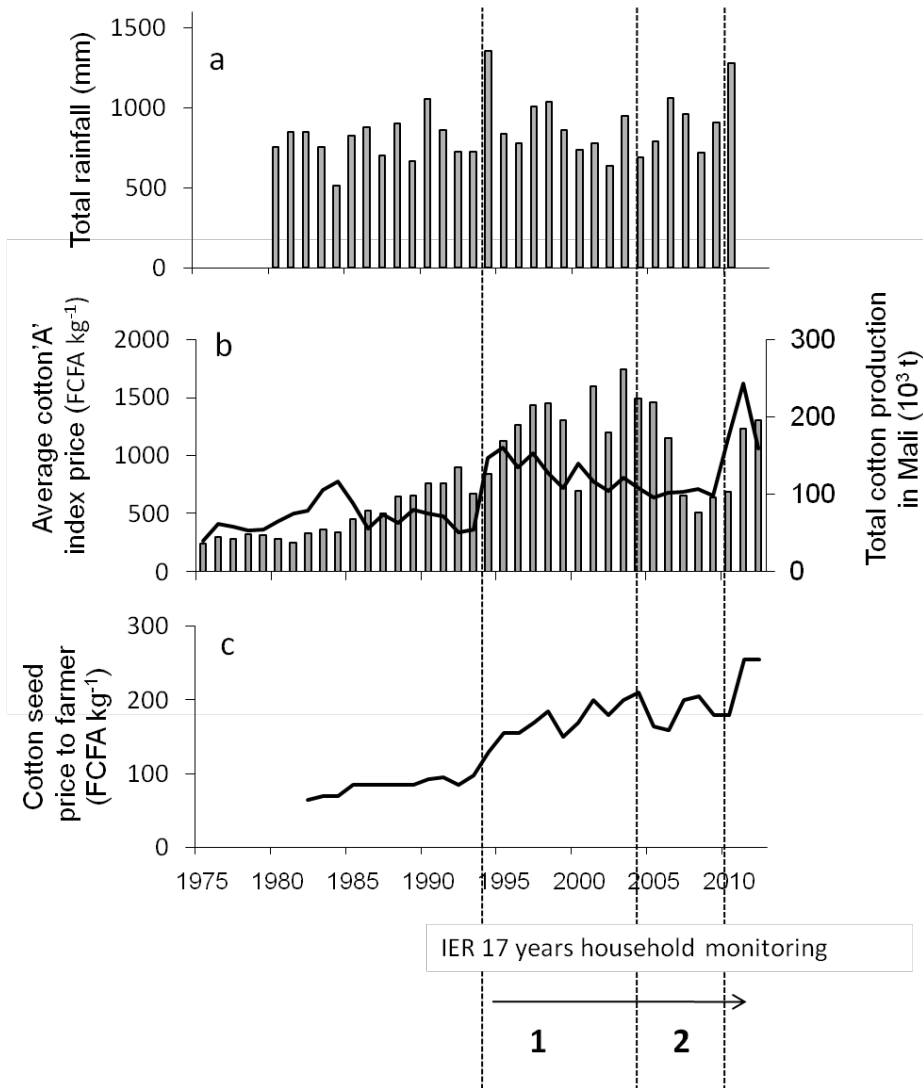 a
Total rainfall (mm)
1500
1000
500
0
b
Average cotton'A'
index price (FCFA kg-1)
2000
1500
1000
500
0
300
200
100
0
Total cotton production
in Mali (10³ t)
c
Cotton seed
price to farmer
(FCFA kg-1)
300
200
100
0
1975 1980 1985 1990 1995 2000 2005 2010
IER 17 years household monitoring
1 2